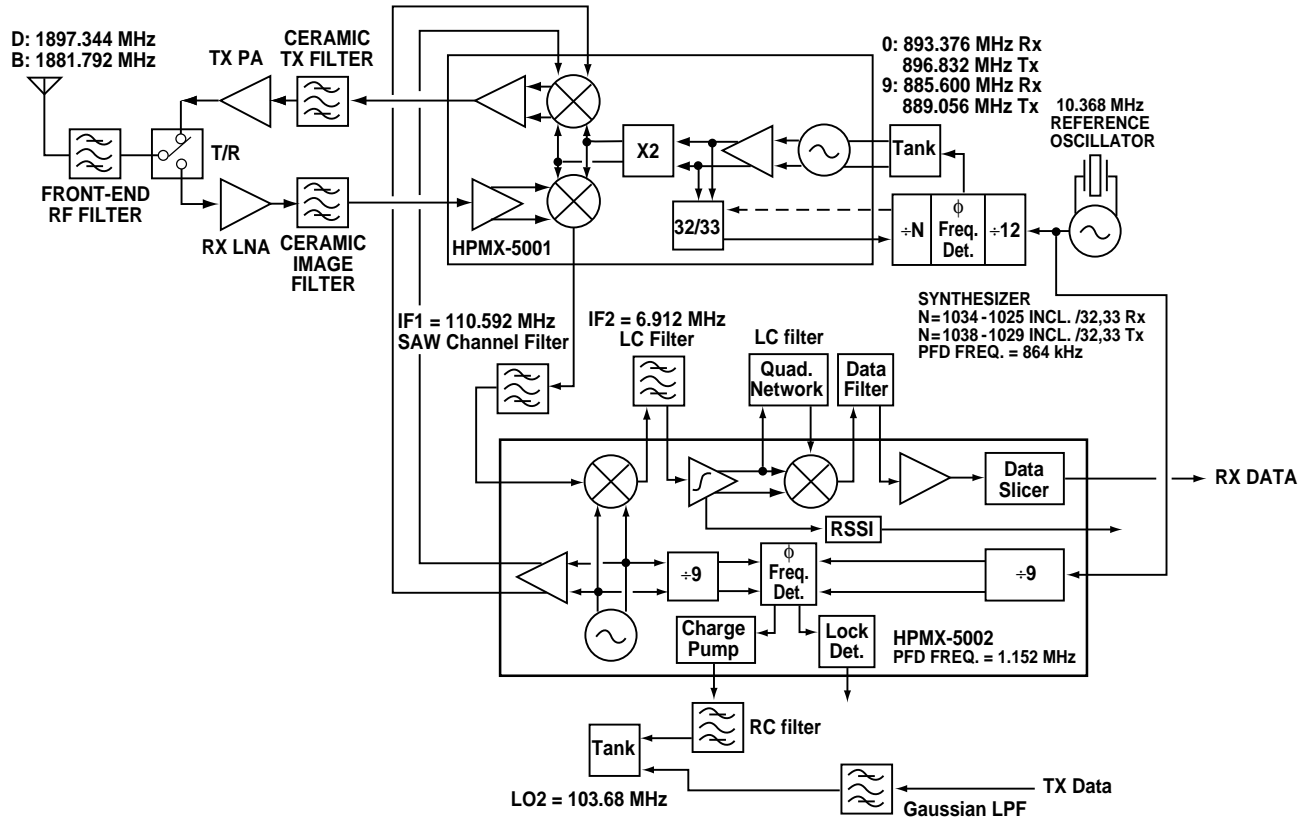 D: 1897.344 MHz
B: 1881.792 MHz
TX PA
CERAMIC
TX FILTER
0: 893.376 MHz Rx
896.832 MHz Tx
9: 885.600 MHz Rx
889.056 MHz Tx
10.368 MHz
REFERENCE
OSCILLATOR
T/R
X2
Tank
FRONT-END
RF FILTER
RX LNA
CERAMIC
IMAGE
FILTER
HPMX-5001
32/33
÷N
ϕ
Freq.
Det.
÷12
SYNTHESIZER
N=1034 -1025 INCL. /32,33 Rx
N=1038 -1029 INCL. /32,33 Tx
PFD FREQ. = 864 kHz
IF1 = 110.592 MHz
SAW Channel Filter
IF2 = 6.912 MHz
LC Filter
LC filter
Quad.
Network
Data
Filter
Data
Slicer
RX DATA
RSSI
÷9
ϕ
Freq.
Det.
÷9
Charge
Pump
Lock
Det.
HPMX-5002
PFD FREQ. = 1.152 MHz
RC filter
Tank
LO2 = 103.68 MHz
TX Data
Gaussian LPF